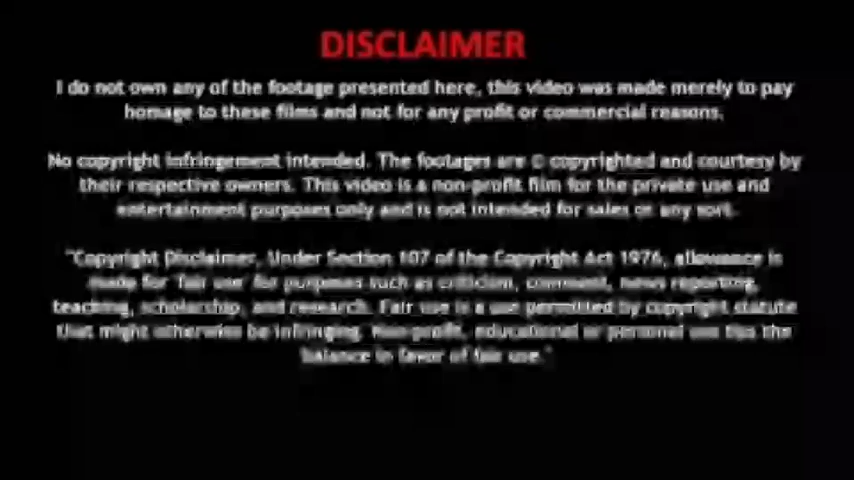 DISCLAIMER
I do not own any of the footage presented here, this video was made merely to pay
homage to these films and not for any profit or commercial reasons.
No copyright infringement intended. The footages are © copyrighted and courtesy by
their respective owners. This video is a non-profit film for the private use and
entertainment purposes only and is not intended for sales or any sort.
"Copyright Disclaimer, Under Section 107 of the Copyright Act 1976, allowance is
made for 'fair use' for purposes such as criticism, comment, news reporting,
teaching, scholarship, and research. Fair use is a use permitted by copyright statute
that might otherwise be infringing. Non-profit, educational or personal use tips the
balance in favor of fair use."